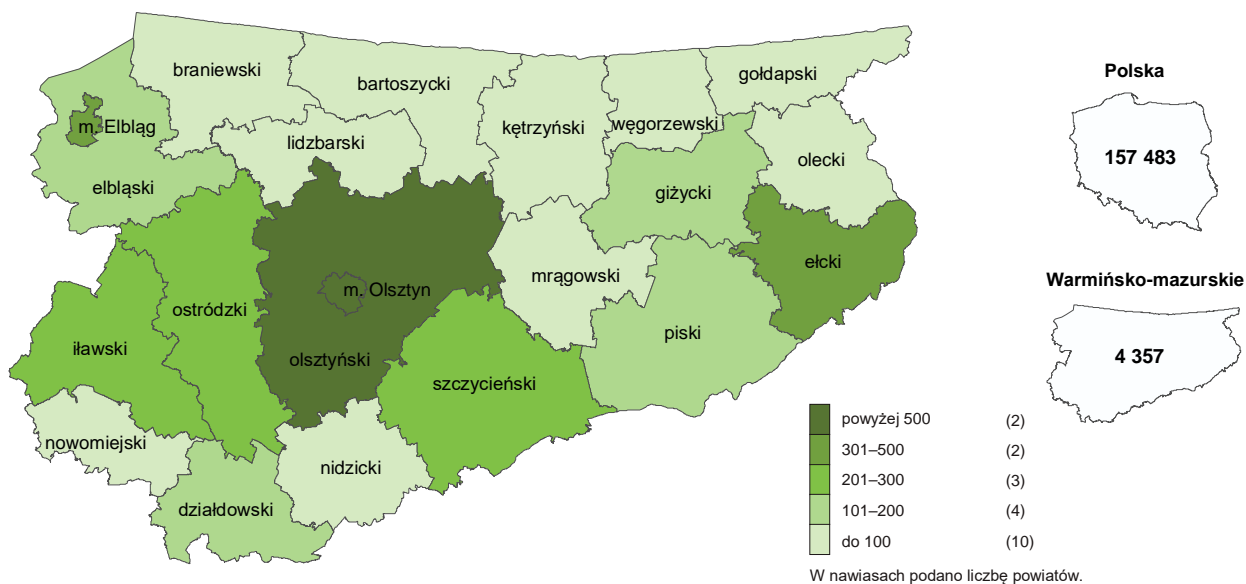 braniewski
bartoszycki
gołdapski
m. Elbląg
kętrzyński
węgorzewski
lidzbarski
olecki
elbląski
giżycki
ełcki
mrągowski
m. Olsztyn
ostródzki
piski
iławski
olsztyński
szczycieński
nowomiejski
nidzicki
działdowski
Polska
157 483
Warmińsko-mazurskie
4 357
powyżej 500 (2)
301–500 (2)
201–300 (3)
101–200 (4)
do 100 (10)
W nawiasach podano liczbę powiatów.